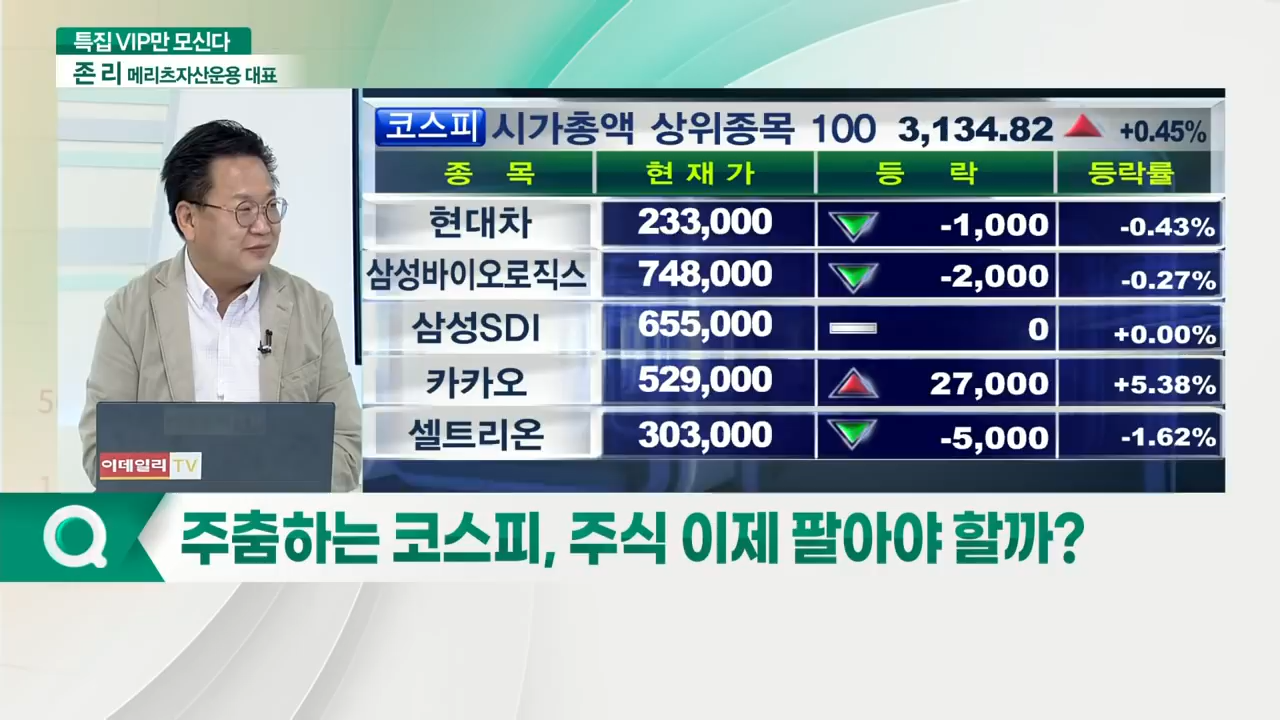 특집 VIP만 모신다
존 리 메리츠자산운용 대표
코스피 시가총액 상위종목 100 3,134.82 +0.45%
종 목 현 재 가 등 락 등락률
현대차 233,000 -1,000 -0.43%
삼성바이오로직스 748,000 -2,000 -0.27%
삼성SDI 655,000 0 +0.00%
카카오 529,000 27,000 +5.38%
셀트리온 303,000 -5,000 -1.62%
이데일리 TV
Q 주춤하는 코스피, 주식 이제 팔아야 할까?